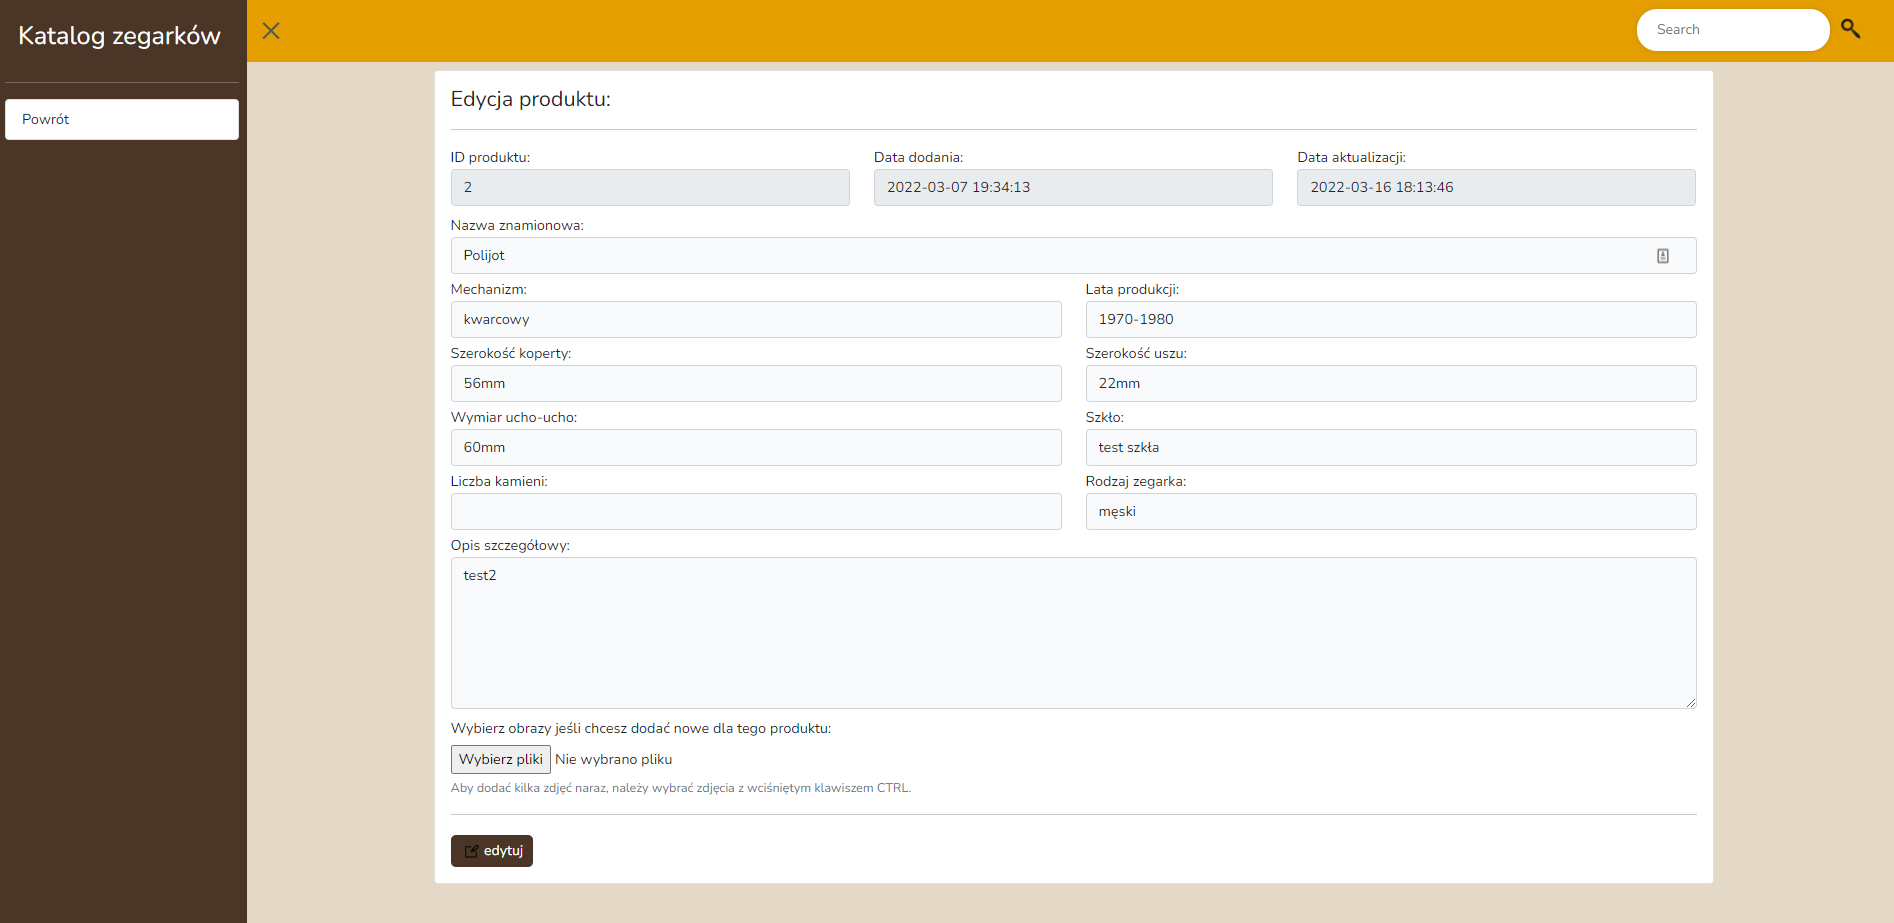 Katalog zegarków
Search
Powrót
Edycja produktu:
ID produktu: Data dodania: Data aktualizacji:
2 2022-03-07 19:34:13 2022-03-16 18:13:46
Nazwa znamionowa:
Polijot
Mechanizm: Lata produkcji:
kwarcowy 1970-1980
Szerokość koperty: Szerokość uszu:
56mm 22mm
Wymiar ucho-ucho: Szkło:
60mm test szkła
Liczba kamieni: Rodzaj zegarka:
męski
Opis szczegółowy:
test2
Wybierz obrazy jeśli chcesz dodać nowe dla tego produktu:
Wybierz pliki Nie wybrano pliku
Aby dodać kilka zdjęć naraz, należy wybrać zdjęcia z wciśniętym klawiszem CTRL.
edytuj